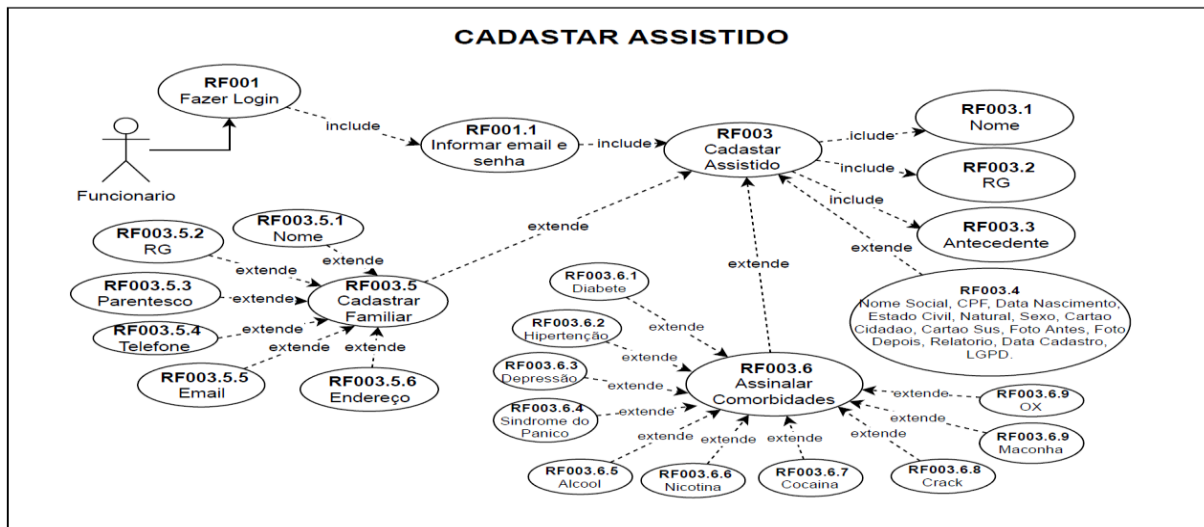 CADASTAR ASSISTIDO
RF001
Fazer Login
include
RF001.1
Informar email e
senha
include
RF003
Cadastar
Assistido
iclude
RF003.1
Nome
include
RF003.2
RG
include
RF003.3
Antecedente
Funcionario
extende
extende
extende
RF003.4
Nome Social, CPF, Data Nascimento,
Estado Civil, Natural, Sexo, Cartao
Cidadao, Cartao Sus, Foto Antes, Foto
Depois, Relatorio, Data Cadastro,
LGPD.
RF003.5.1
Nome
extende
RF003.5.2
RG
extende
RF003.5.3
Parentesco
extende
RF003.5
Cadastrar
Familiar
RF003.5.4
Telefone
extende
RF003.5.5
Email
extende
RF003.5.6
Endereço
extende
RF003.6.1
Diabete
extende
RF003.6.2
Hipertenção
extende
RF003.6.3
Depressão
extende
RF003.6
Assinalar
Comorbidades
RF003.6.4
Sindrome do
Panico
extende
RF003.6.5
Alcool
extende
RF003.6.6
Nicotina
extende
RF003.6.7
Cocaina
extende
RF003.6.8
Crack
extende
RF003.6.9
Maconha
extende
RF003.6.9
OX
extende